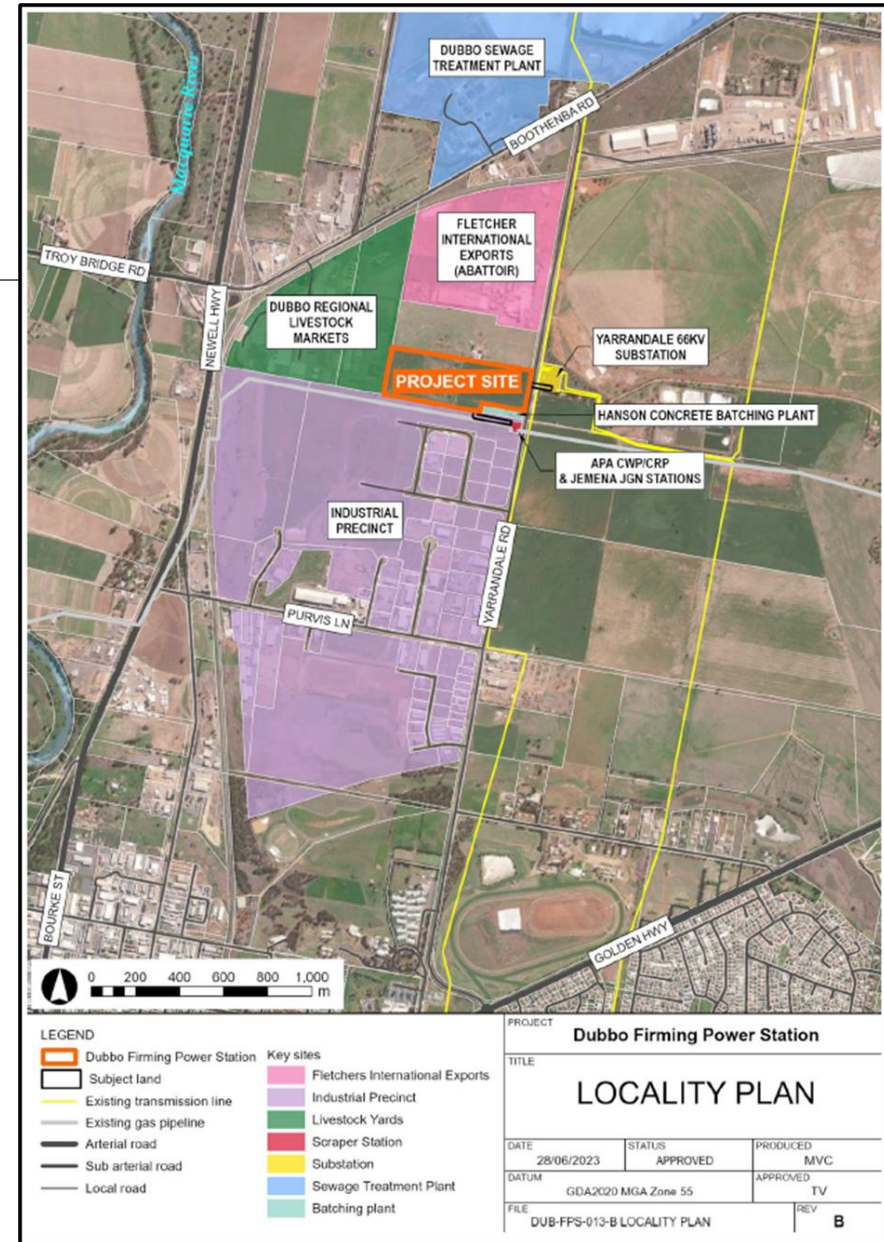 DUBBO SEWAGE
TREATMENT PLANT
BOOTHENBA RD
Macquarie River
FLETCHER
INTERNATIONAL
EXPORTS
(ABATTOIR)
TROY BRIDGE RD
NEWELL HWY
DUBBO REGIONAL
LIVESTOCK
MARKETS
YARRANDALE 66KV
SUBSTATION
PROJECT SITE
HANSON CONCRETE BATCHING PLANT
APA CWP/CRP
& JEMENA JGN STATIONS
INDUSTRIAL
PRECINCT
YARRANDALE RD
PURVIS LN
BOURKE ST
GOLDEN HWY
0 200 400 600 800 1,000
m
LEGEND
Dubbo Firming Power Station
Subject land
Existing transmission line
Existing gas pipeline
Arterial road
Sub arterial road
Local road
Key sites
Fletchers International Exports
Industrial Precinct
Livestock Yards
Scraper Station
Substation
Sewage Treatment Plant
Batching plant
PROJECT
Dubbo Firming Power Station
TITLE
LOCALITY PLAN
DATE
28/06/2023
STATUS
APPROVED
PRODUCED
MVC
DATUM
GDA2020 MGA Zone 55
APPROVED
TV
FILE
DUB-FPS-013-B LOCALITY PLAN
REV
B